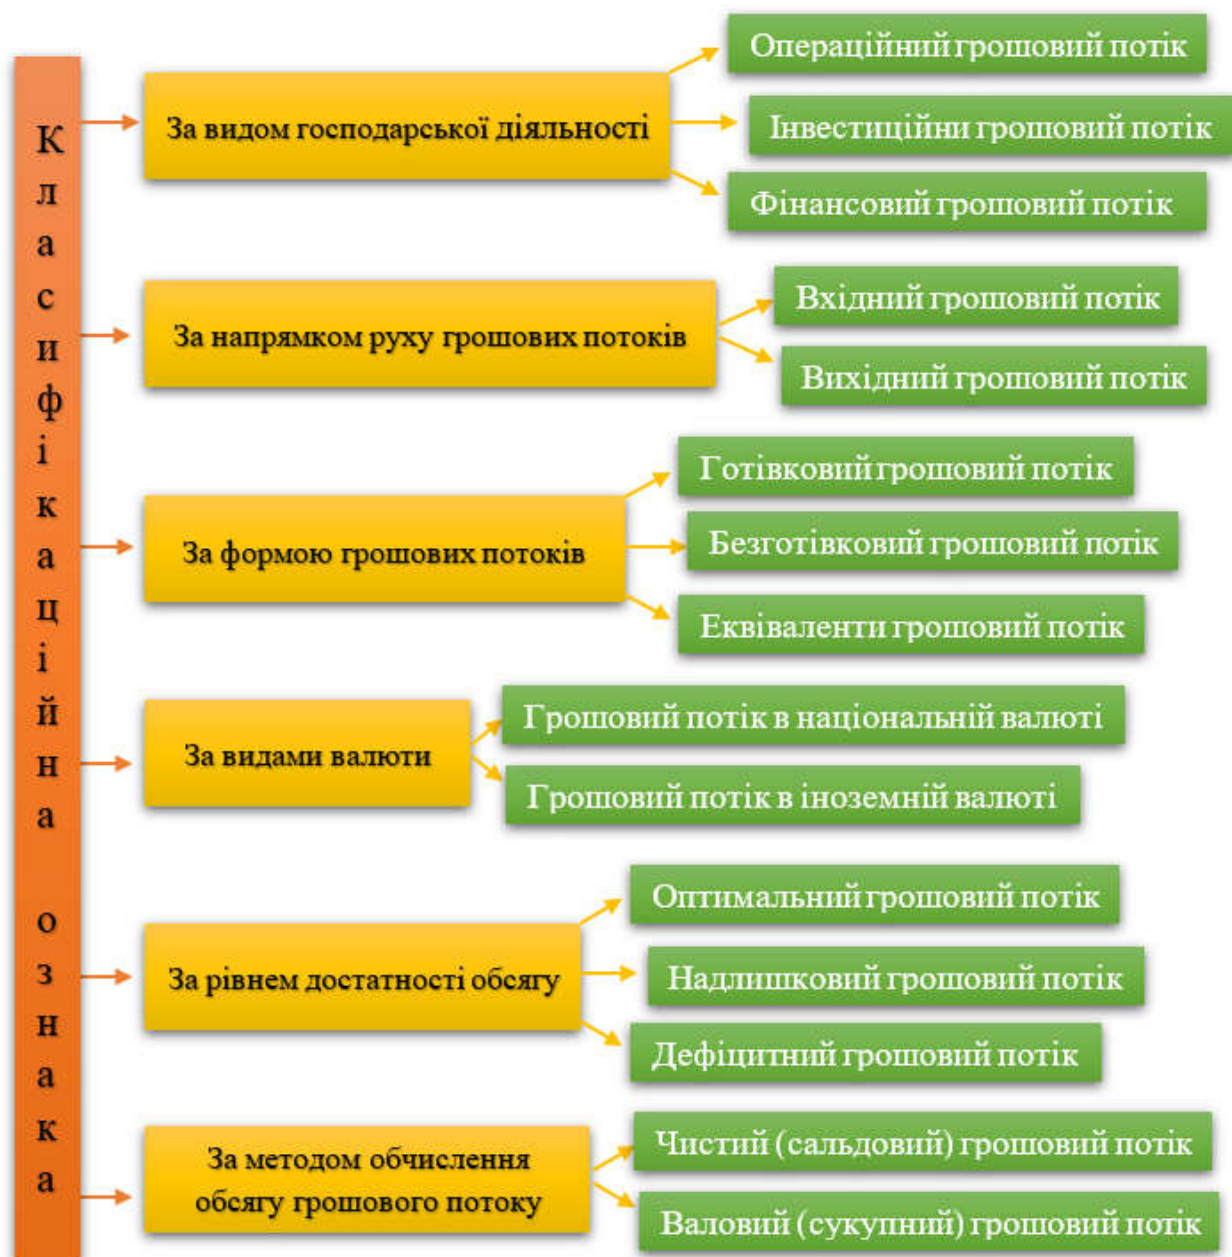 Класифікаційна ознака
За видом господарської діяльності
Операційний грошовий потік
Інвестиційни грошовий потік
Фінансовий грошовий потік
За напрямком руху грошових потоків
Вхідний грошовий потік
Вихідний грошовий потік
За формою грошових потоків
Готівковий грошовий потік
Безготівковий грошовий потік
Еквіваленти грошовий потік
За видами валюти
Грошовий потік в національній валюті
Грошовий потік в іноземній валюті
За рівнем достатності обсягу
Оптимальний грошовий потік
Надлишковий грошовий потік
Дефіцитний грошовий потік
За методом обчислення
обсягу грошового потоку
Чистий (сальдовий) грошовий потік
Валовий (сукупний) грошовий потік